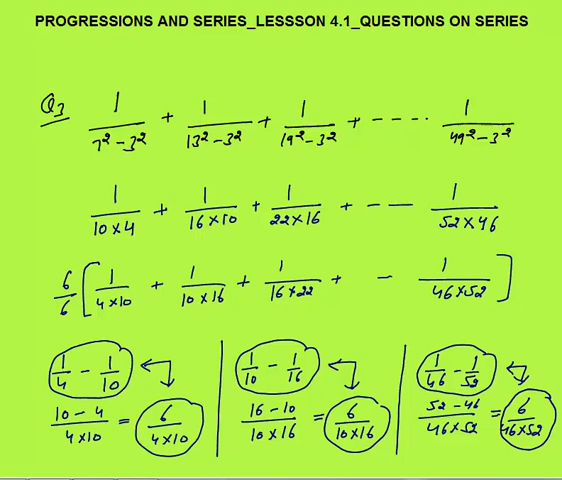 PROGRESSIONS AND SERIES_LESSSON 4.1_QUESTIONS ON SERIES
Q3 1/(7²-3²) + 1/(13²-3²) + 1/(19²-3²) + ---- 1/(49²-3²)
1/(10×4) + 1/(16×10) + 1/(22×16) + -- — 1/(52×46)
6/6 [ 1/(4×10) + 1/(10×16) + 1/(16×22) + - 1/(46×52) ]
1/4 - 1/10 | 1/10 - 1/16 | 1/46 - 1/52
(10-4)/(4×10) = 6/(4×10) | (16-10)/(10×16) = 6/(10×16) | (52-46)/(46×52) = 6/(46×52)